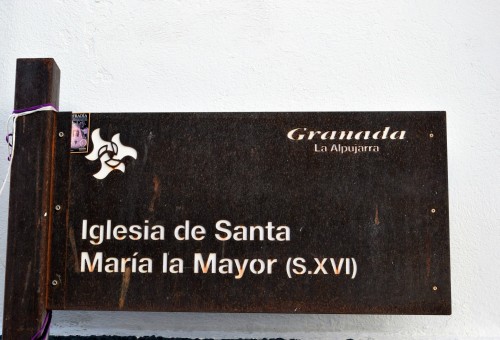 Granada
La Alpujarra
Iglesia de Santa
María la Mayor (S.XVI)